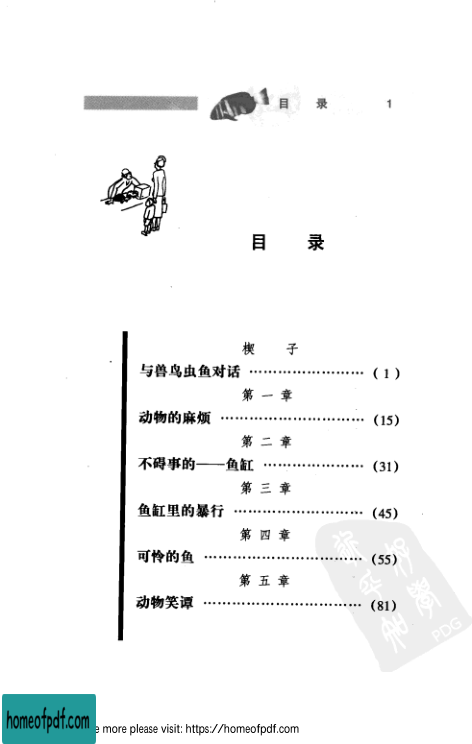 目 录 1
目 录
楔 子
与兽鸟虫鱼对话 …………………… (1)
第 一 章
动物的麻烦 ………………………… (15)
第 二 章
不碍事的——鱼缸 ………………… (31)
第 三 章
鱼缸里的暴行 ……………………… (45)
第 四 章
可怜的鱼 …………………………… (55)
第 五 章
动物笑谭 …………………………… (81)
PDG
homeofpdf.com
e more please visit: https://homeofpdf.com